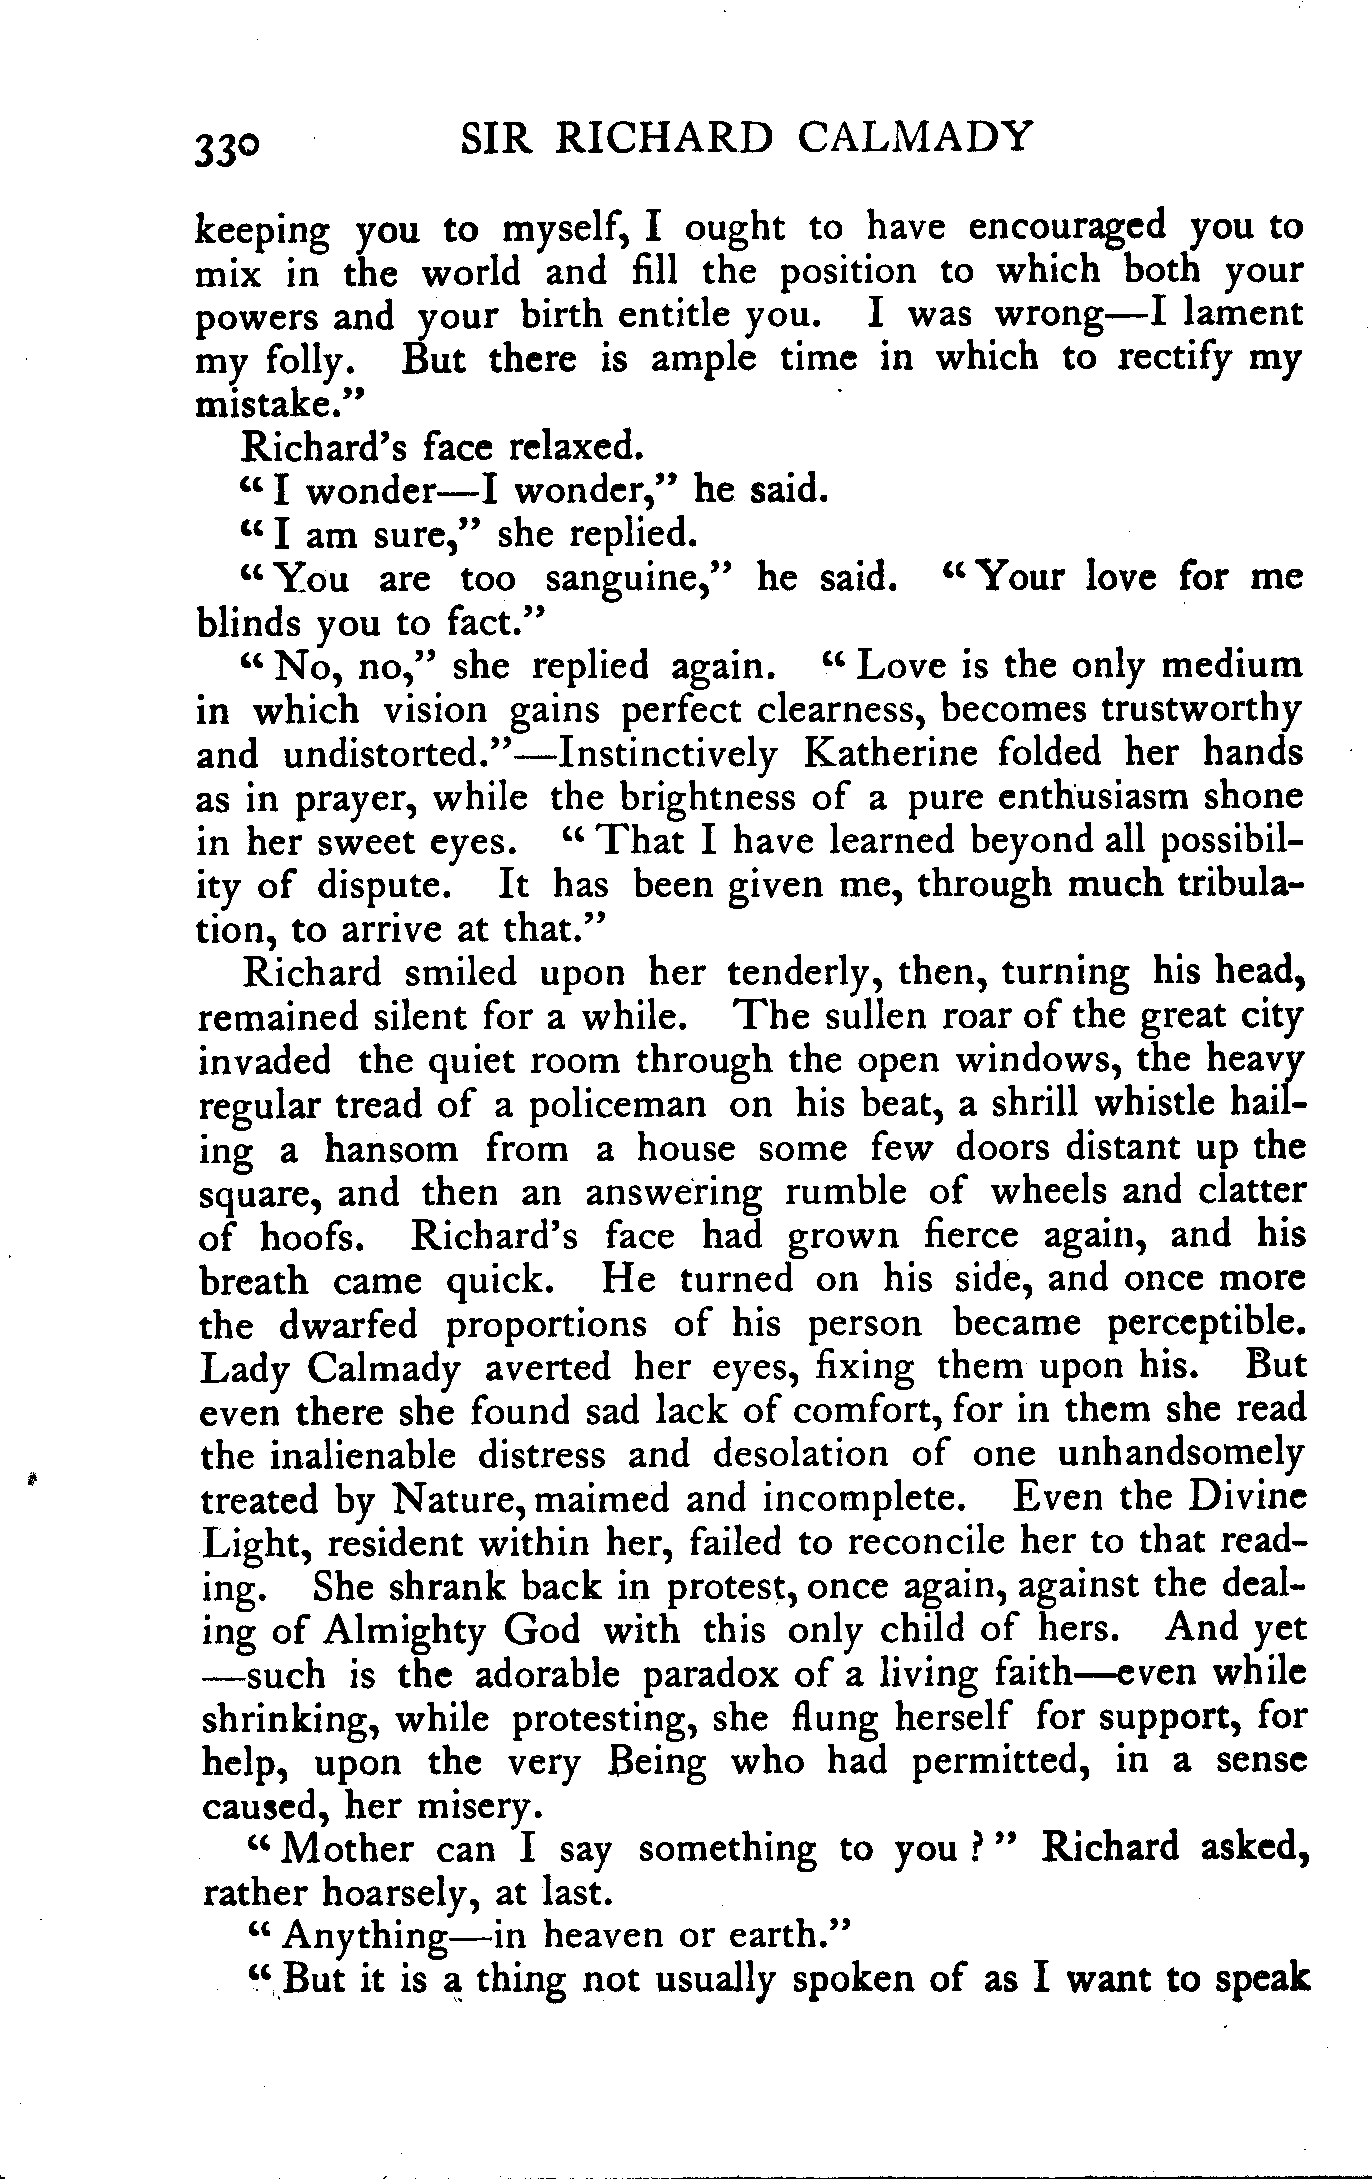 330 SIR RICHARD CALMADY
keeping you to myself, I ought to have encouraged you to
mix in the world and fill the position to which both your
powers and your birth entitle you. I was wrong—I lament
my folly. But there is ample time in which to rectify my
mistake.”
Richard’s face relaxed.
“ I wonder—I wonder,” he said.
“ I am sure,” she replied.
“ You are too sanguine,” he said. “ Your love for me
blinds you to fact.”
“ No, no,” she replied again. “ Love is the only medium
in which vision gains perfect clearness, becomes trustworthy
and undistorted.”—Instinctively Katherine folded her hands
as in prayer, while the brightness of a pure enthusiasm shone
in her sweet eyes. “ That I have learned beyond all possibil-
ity of dispute. It has been given me, through much tribula-
tion, to arrive at that.”
Richard smiled upon her tenderly, then, turning his head,
remained silent for a while. The sullen roar of the great city
invaded the quiet room through the open windows, the heavy
regular tread of a policeman on his beat, a shrill whistle hail-
ing a hansom from a house some few doors distant up the
square, and then an answering rumble of wheels and clatter
of hoofs. Richard’s face had grown fierce again, and his
breath came quick. He turned on his side, and once more
the dwarfed proportions of his person became perceptible.
Lady Calmady averted her eyes, fixing them upon his. But
even there she found sad lack of comfort, for in them she read
the inalienable distress and desolation of one unhandsomely
treated by Nature, maimed and incomplete. Even the Divine
Light, resident within her, failed to reconcile her to that read-
ing. She shrank back in protest, once again, against the deal-
ing of Almighty God with this only child of hers. And yet
—such is the adorable paradox of a living faith—even while
shrinking, while protesting, she flung herself for support, for
help, upon the very Being who had permitted, in a sense
caused, her misery.
“ Mother can I say something to you ? ” Richard asked,
rather hoarsely, at last.
“ Anything—in heaven or earth.”
“ But it is a thing not usually spoken of as I want to speak